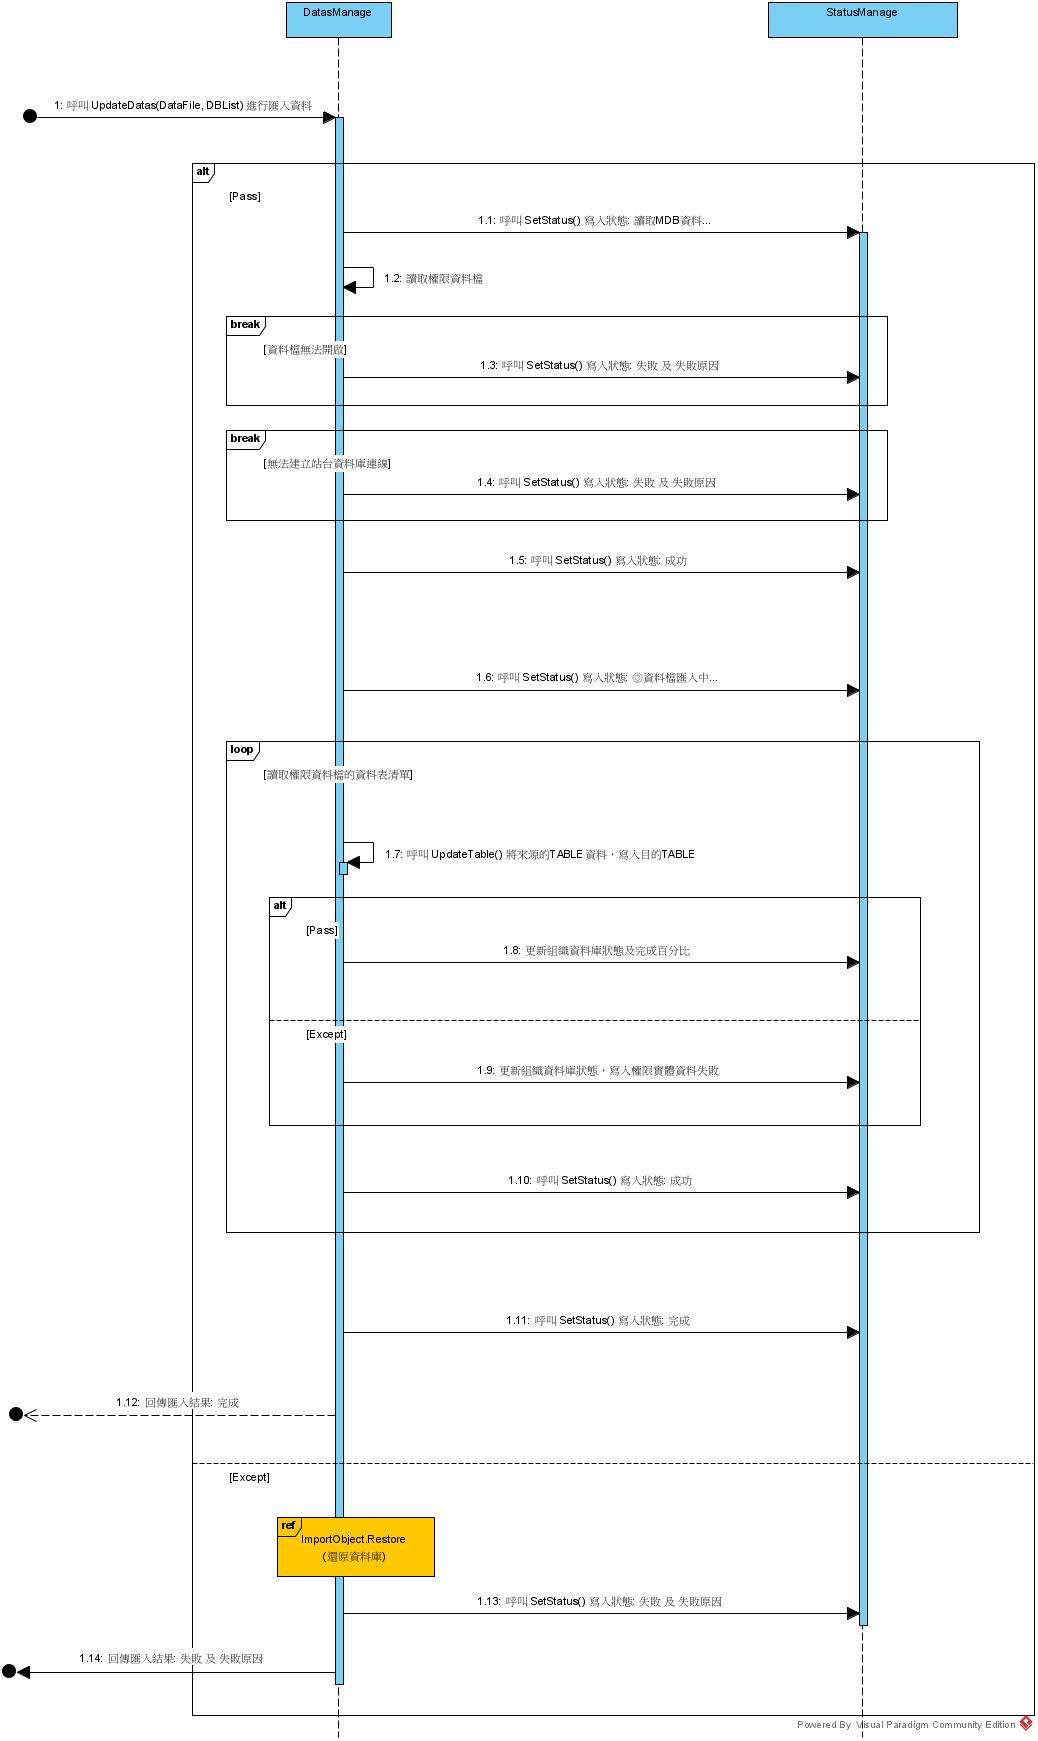 DatasManage
StatusManage
1: 呼叫 UpdateDatas(DataFile, DBList) 進行匯入資料
alt
[Pass]
1.1: 呼叫 SetStatus() 寫入狀態: 讀取MDB資料...
1.2: 讀取權限資料檔
break
[資料檔無法開啟]
1.3: 呼叫 SetStatus() 寫入狀態: 失敗 及 失敗原因
break
[無法建立站台資料庫連線]
1.4: 呼叫 SetStatus() 寫入狀態: 失敗 及 失敗原因
1.5: 呼叫 SetStatus() 寫入狀態: 成功
1.6: 呼叫 SetStatus() 寫入狀態: ◎資料檔匯入中...
loop
[讀取權限資料檔的資料表清單]
1.7: 呼叫 UpdateTable() 將來源的TABLE 資料，寫入目的TABLE
alt
[Pass]
1.8: 更新組織資料庫狀態及完成百分比
[Except]
1.9: 更新組織資料庫狀態，寫入權限實體資料失敗
1.10: 呼叫 SetStatus() 寫入狀態: 成功
1.11: 呼叫 SetStatus() 寫入狀態: 完成
1.12: 回傳匯入結果: 完成
[Except]
ref
ImportObject.Restore
(還原資料庫)
1.13: 呼叫 SetStatus() 寫入狀態: 失敗 及 失敗原因
1.14: 回傳匯入結果: 失敗 及 失敗原因
Powered By Visual Paradigm Community Edition